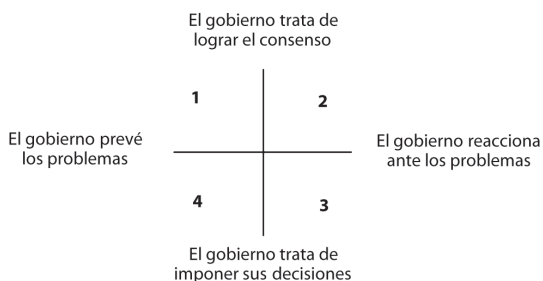 El gobierno trata de
lograr el consenso
1
2
El gobierno prevé
los problemas
El gobierno reacciona
ante los problemas
4
3
El gobierno trata de
imponer sus decisiones